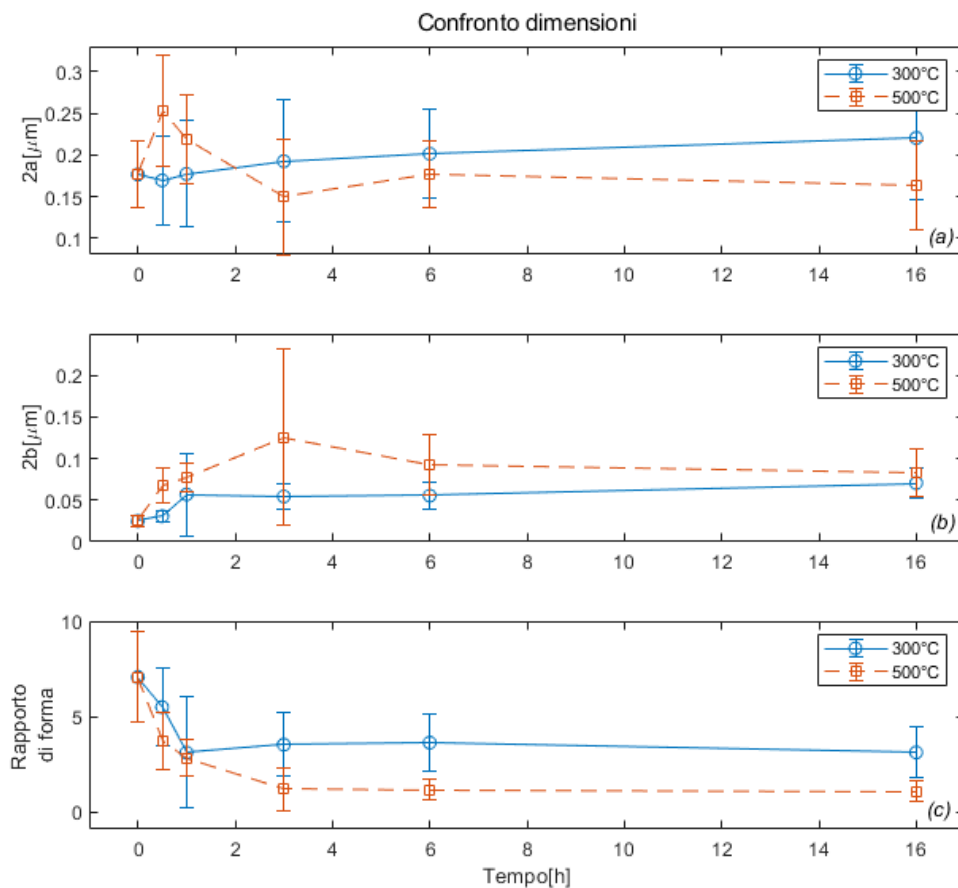 Confronto dimensioni
0.3
0.25
0.2
0.15
0.1
2a[μm]
300°C
500°C
(a)
0 2 4 6 8 10 12 14 16
0.2
0.15
0.1
0.05
0
2b[μm]
300°C
500°C
(b)
0 2 4 6 8 10 12 14 16
10
5
0
Rapporto
di forma
300°C
500°C
(c)
0 2 4 6 8 10 12 14 16
Tempo[h]